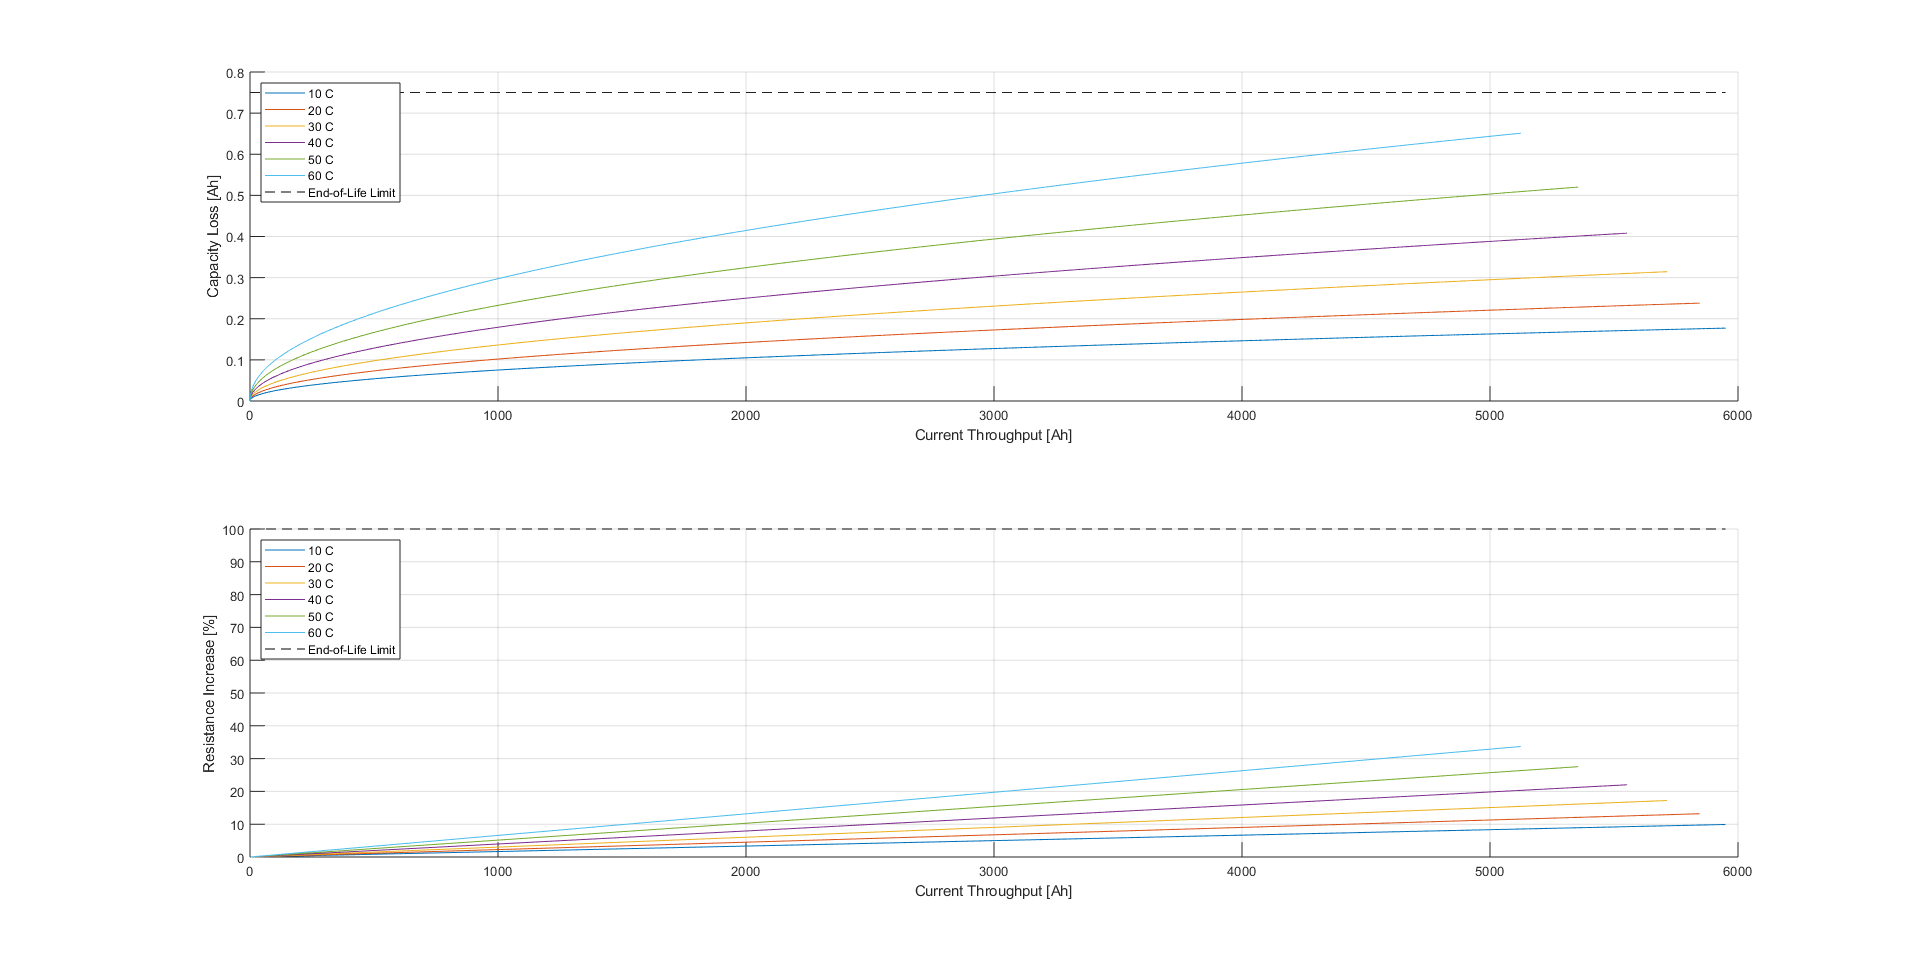 0.8
0.7
0.6
0.5
0.4
0.3
0.2
0.1
0
Capacity Loss [Ah]
10 C
20 C
30 C
40 C
50 C
60 C
End-of-Life Limit
0 1000 2000 3000 4000 5000 6000
Current Throughput [Ah]
100
90
80
70
60
50
40
30
20
10
0
Resistance Increase [%]
10 C
20 C
30 C
40 C
50 C
60 C
End-of-Life Limit
0 1000 2000 3000 4000 5000 6000
Current Throughput [Ah]